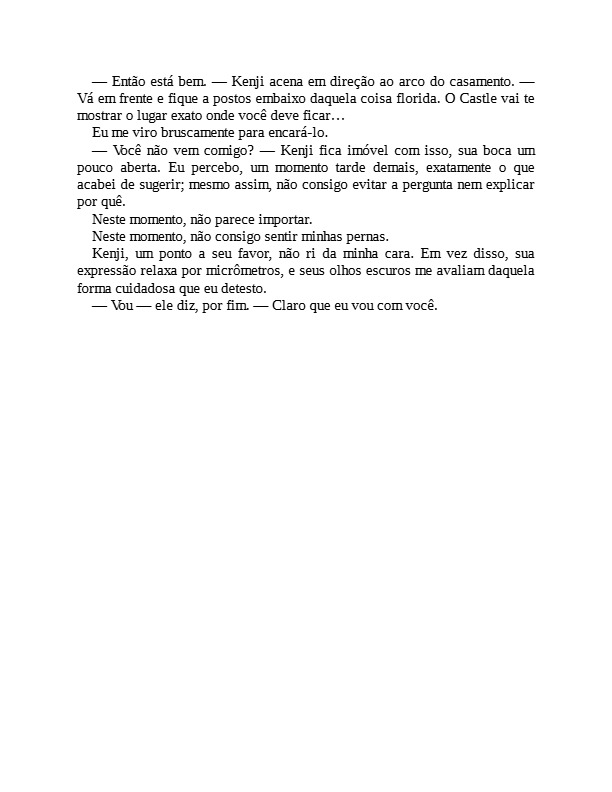 — Então está bem. — Kenji acena em direção ao arco do casamento. —
Vá em frente e fique a postos embaixo daquela coisa florida. O Castle vai te
mostrar o lugar exato onde você deve ficar…
Eu me viro bruscamente para encará-lo.
— Você não vem comigo? — Kenji fica imóvel com isso, sua boca um
pouco aberta. Eu percebo, um momento tarde demais, exatamente o que
acabei de sugerir; mesmo assim, não consigo evitar a pergunta nem explicar
por quê.
Neste momento, não parece importar.
Neste momento, não consigo sentir minhas pernas.
Kenji, um ponto a seu favor, não ri da minha cara. Em vez disso, sua
expressão relaxa por micrômetros, e seus olhos escuros me avaliam daquela
forma cuidadosa que eu detesto.
— Vou — ele diz, por fim. — Claro que eu vou com você.